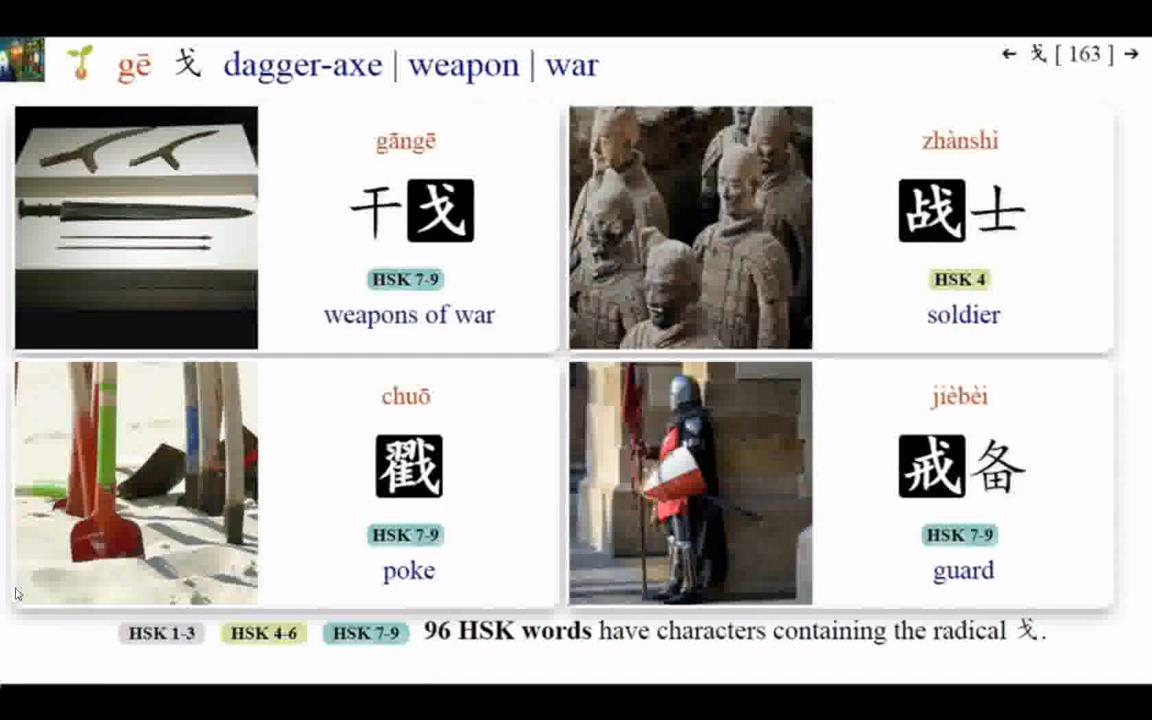 gē 戈 dagger-axe | weapon | war
← 戈 [ 163 ] →
gāngē
干戈
HSK 7-9
weapons of war
zhànshì
战士
HSK 4
soldier
chuō
戳
HSK 7-9
poke
jièbèi
戒备
HSK 7-9
guard
HSK 1-3 HSK 4-6 HSK 7-9 96 HSK words have characters containing the radical 戈.